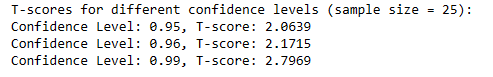 T-scores for different confidence levels (sample size = 25):
Confidence Level: 0.95, T-score: 2.0639
Confidence Level: 0.96, T-score: 2.1715
Confidence Level: 0.99, T-score: 2.7969